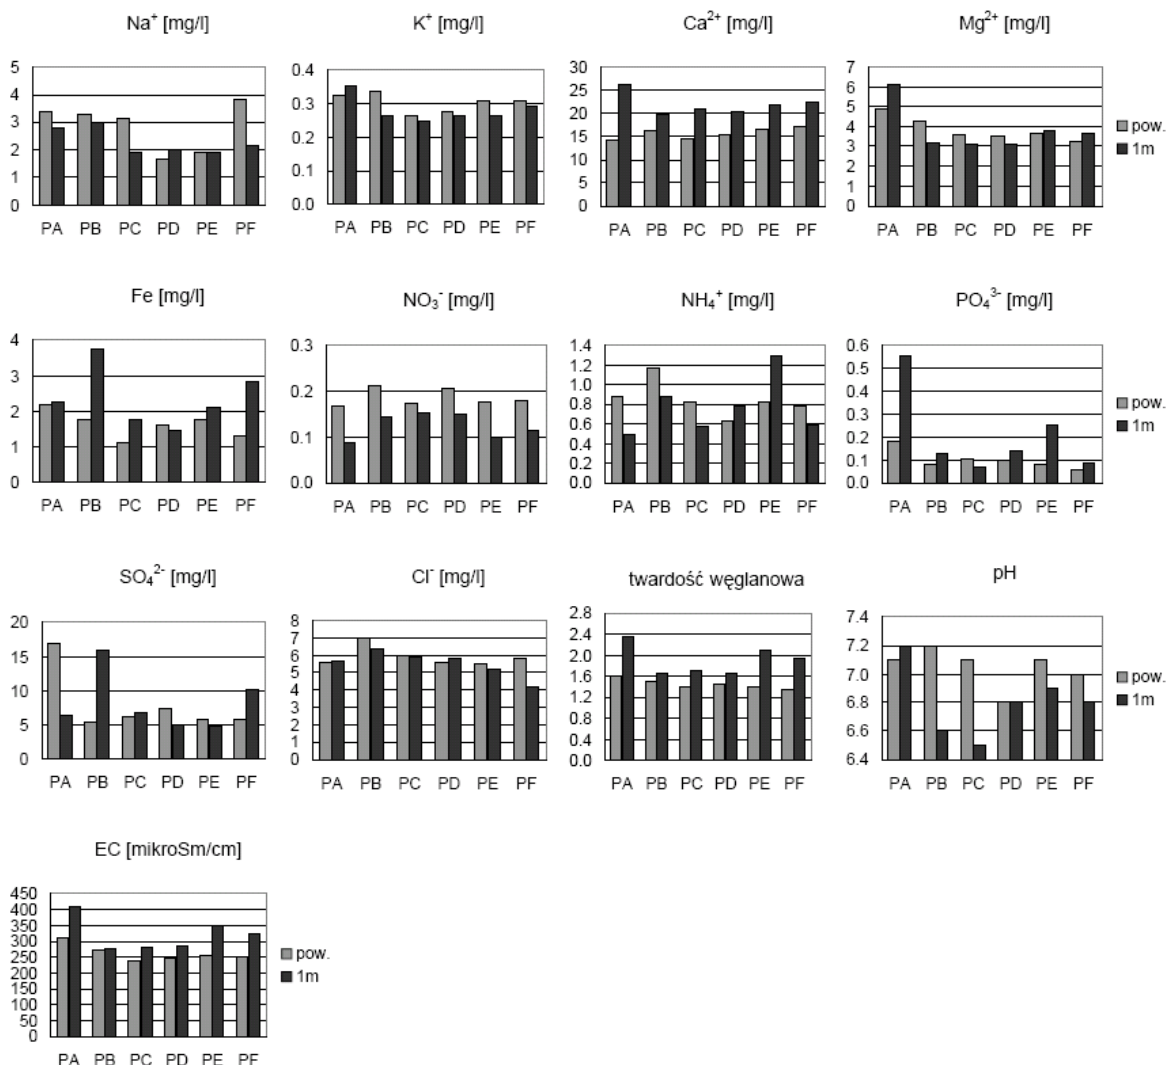 Na⁺ [mg/l] K⁺ [mg/l] Ca²⁺ [mg/l] Mg²⁺ [mg/l]
5 0.4 30 7
4 0.3 25 6
3 0.2 20 5
2 0.1 15 4
1 0.0 10 3
0 5 2
0 1
0
PA PB PC PD PE PF PA PB PC PD PE PF PA PB PC PD PE PF PA PB PC PD PE PF
pow.
1m
Fe [mg/l] NO₃⁻ [mg/l] NH₄⁺ [mg/l] PO₄³⁻ [mg/l]
4 0.3 1.4 0.6
3 0.2 1.2 0.5
2 0.1 1.0 0.4
1 0.0 0.8 0.3
0 0.6 0.2
0.4 0.1
0.2 0.0
0.0
PA PB PC PD PE PF PA PB PC PD PE PF PA PB PC PD PE PF PA PB PC PD PE PF
pow.
1m
SO₄²⁻ [mg/l] Cl⁻ [mg/l] twardość węglanowa pH
20 8 2.8 7.4
15 7 2.4 7.2
10 6 2.0 7.0
5 5 1.6 6.8
0 4 1.2 6.6
3 0.8 6.4
2 0.4
1 0.0
0
PA PB PC PD PE PF PA PB PC PD PE PF PA PB PC PD PE PF PA PB PC PD PE PF
pow.
1m
EC [mikroSm/cm]
450
400
350
300
250
200
150
100
50
0
PA PB PC PD PE PF
pow.
1m